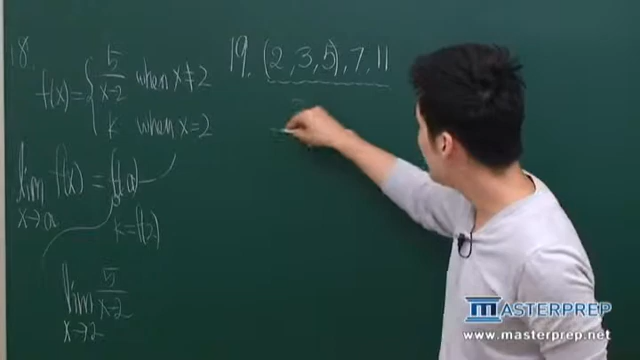 18.
f(x) = { 5/x-2 when x≠2
k when x=2
lim x→a f(x) = f(a)
k = f(2)
lim x→2 5/x-2
19. (2, 3, 5), 7, 11
MASTERPREP
www.masterprep.net